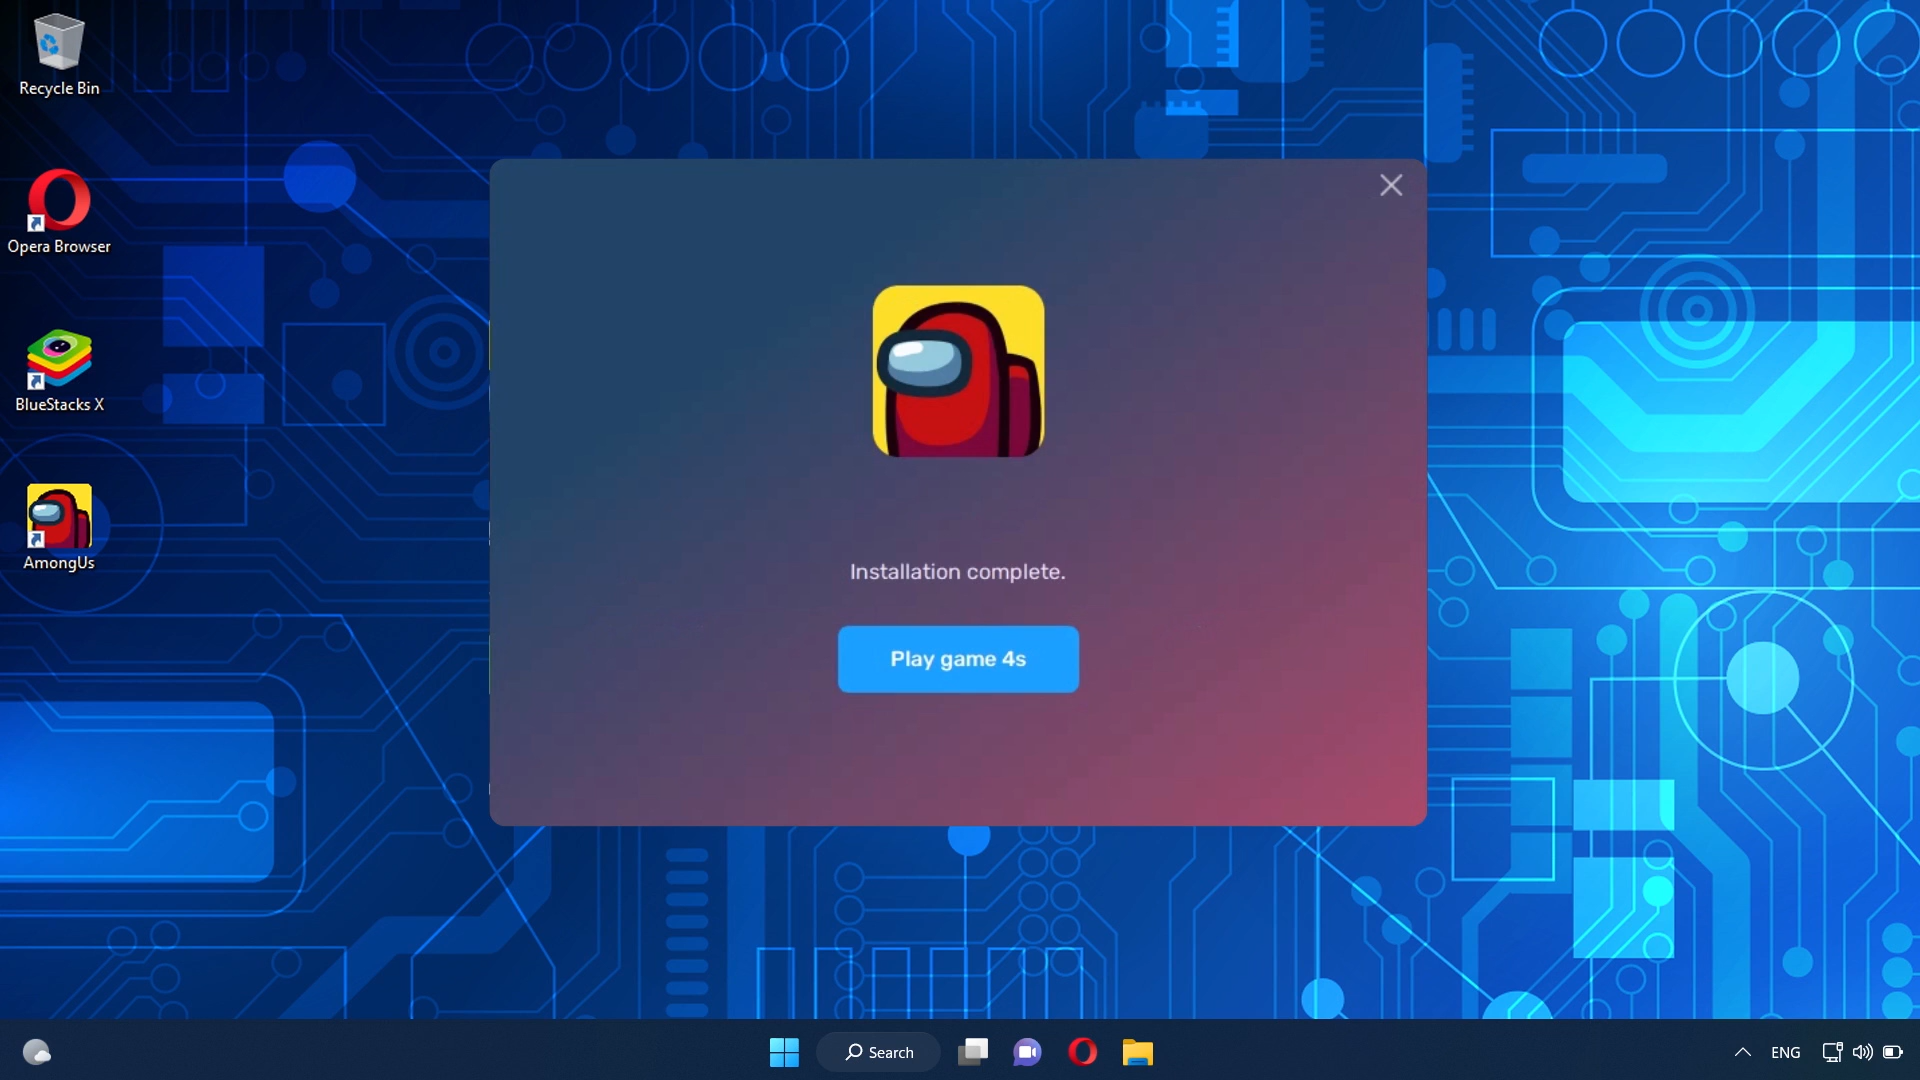 Recycle Bin
Opera Browser
BlueStacks X
AmongUs
Installation complete.
Play game 4s
Search
ENG